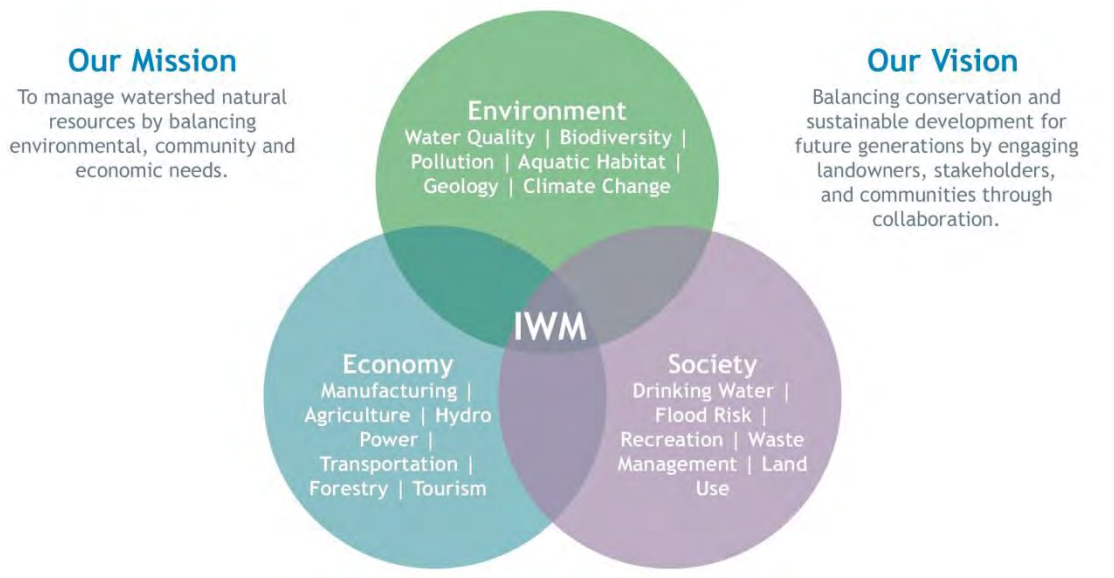 Our Mission
To manage watershed natural
resources by balancing
environmental, community and
economic needs.
Our Vision
Balancing conservation and
sustainable development for
future generations by engaging
landowners, stakeholders,
and communities through
collaboration.
Environment
Water Quality | Biodiversity |
Pollution | Aquatic Habitat |
Geology | Climate Change
IWM
Economy
Manufacturing |
Agriculture | Hydro
Power |
Transportation |
Forestry | Tourism
Society
Drinking Water |
Flood Risk |
Recreation | Waste
Management | Land
Use